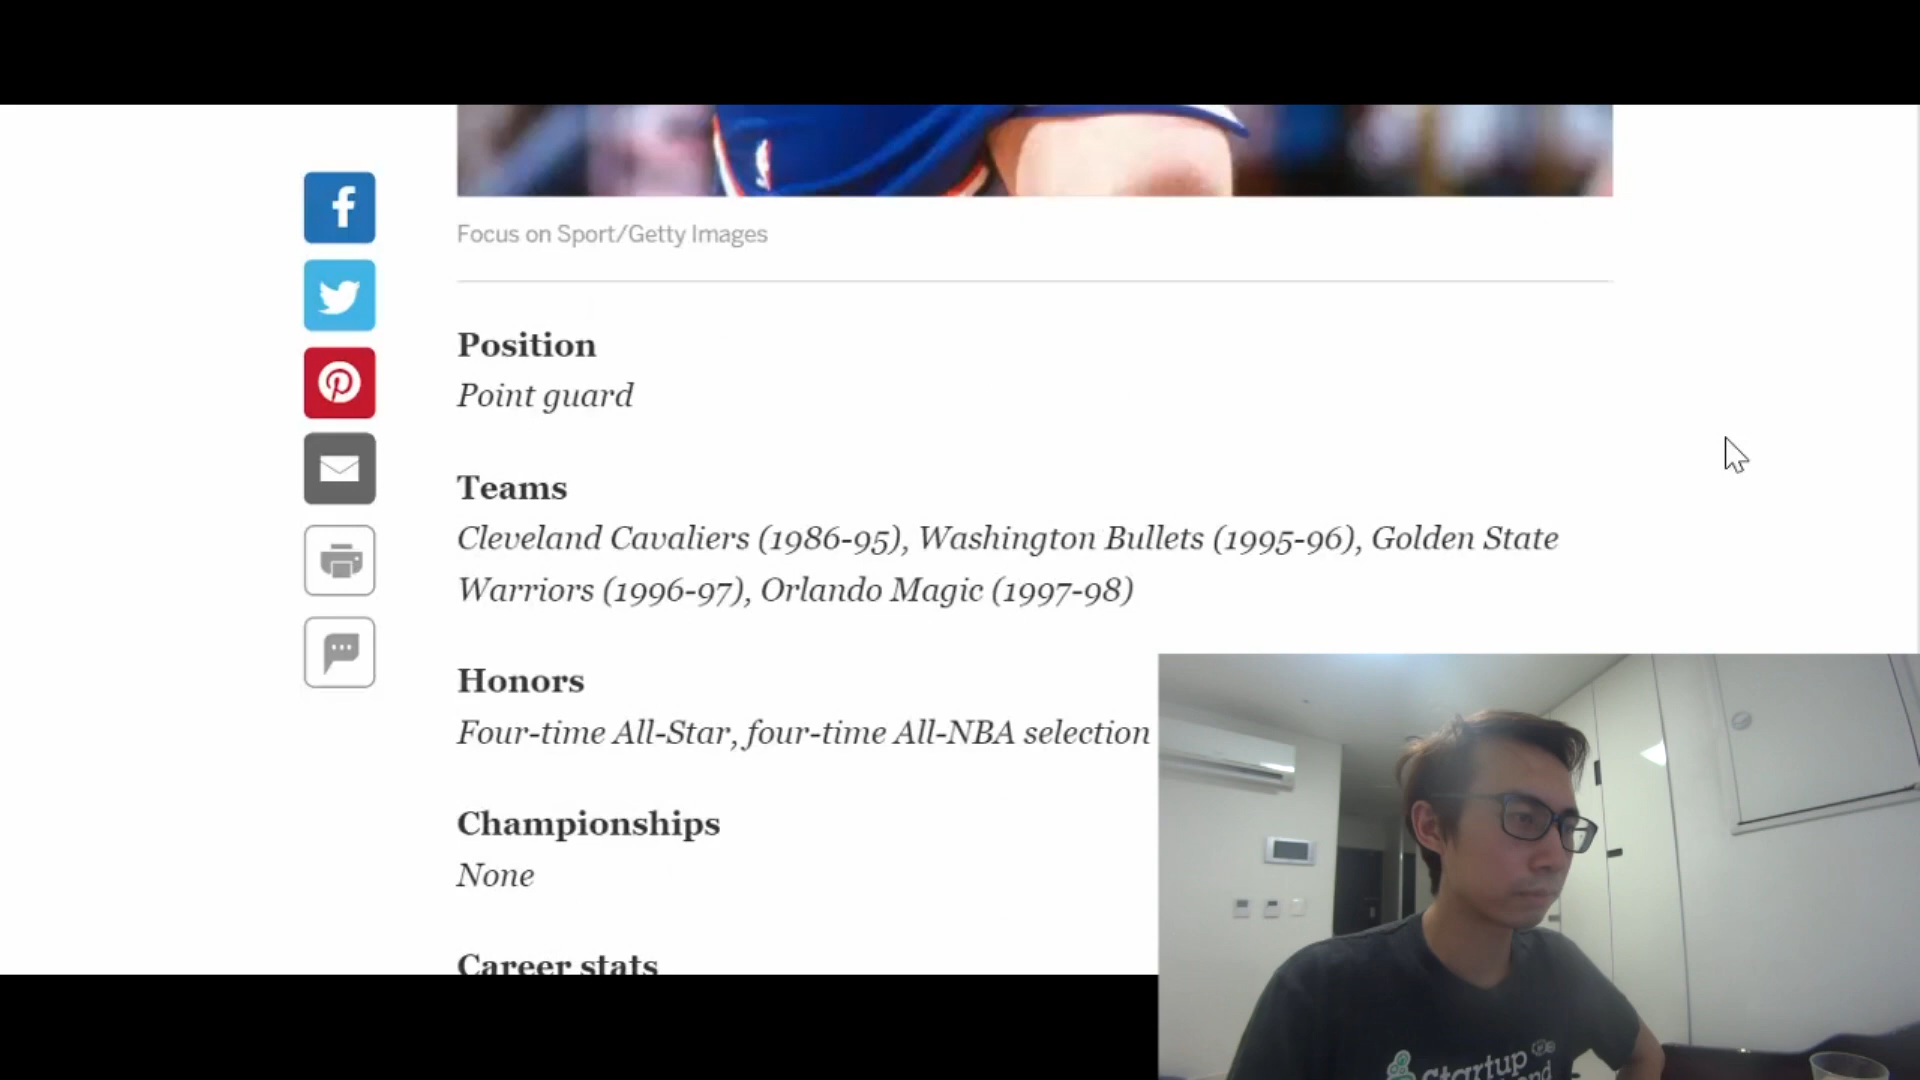 Focus on Sport/Getty Images
Position
Point guard
Teams
Cleveland Cavaliers (1986-95), Washington Bullets (1995-96), Golden State
Warriors (1996-97), Orlando Magic (1997-98)
Honors
Four-time All-Star, four-time All-NBA selection
Championships
None
Career stats
Startup